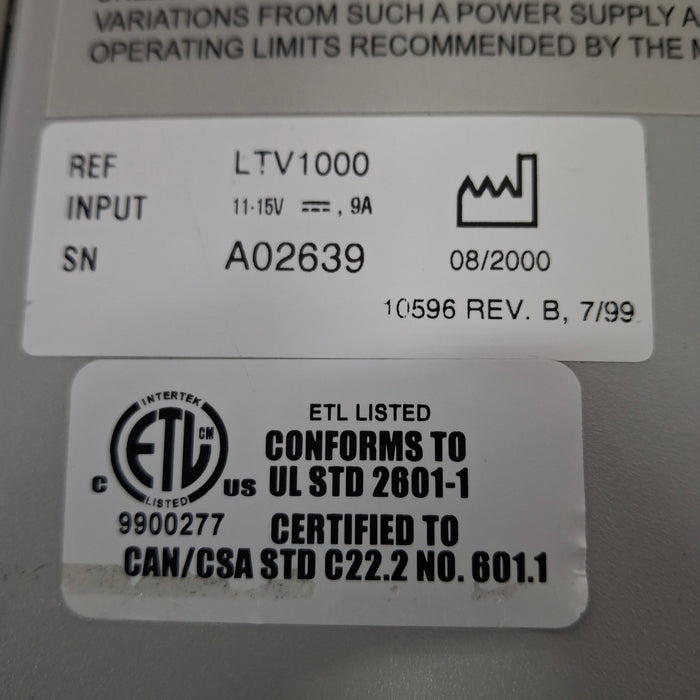 VARIATIONS FROM SUCH A POWER SUPPLY A
OPERATING LIMITS RECOMMENDED BY THE M
REF LTV1000
INPUT 11-15V ⎓, 9A
SN A02639
08/2000
10596 REV. B, 7/99
INTERTEK
ETL CM
LISTED
C US
9900277
ETL LISTED
CONFORMS TO
UL STD 2601-1
CERTIFIED TO
CAN/CSA STD C22.2 NO. 601.1